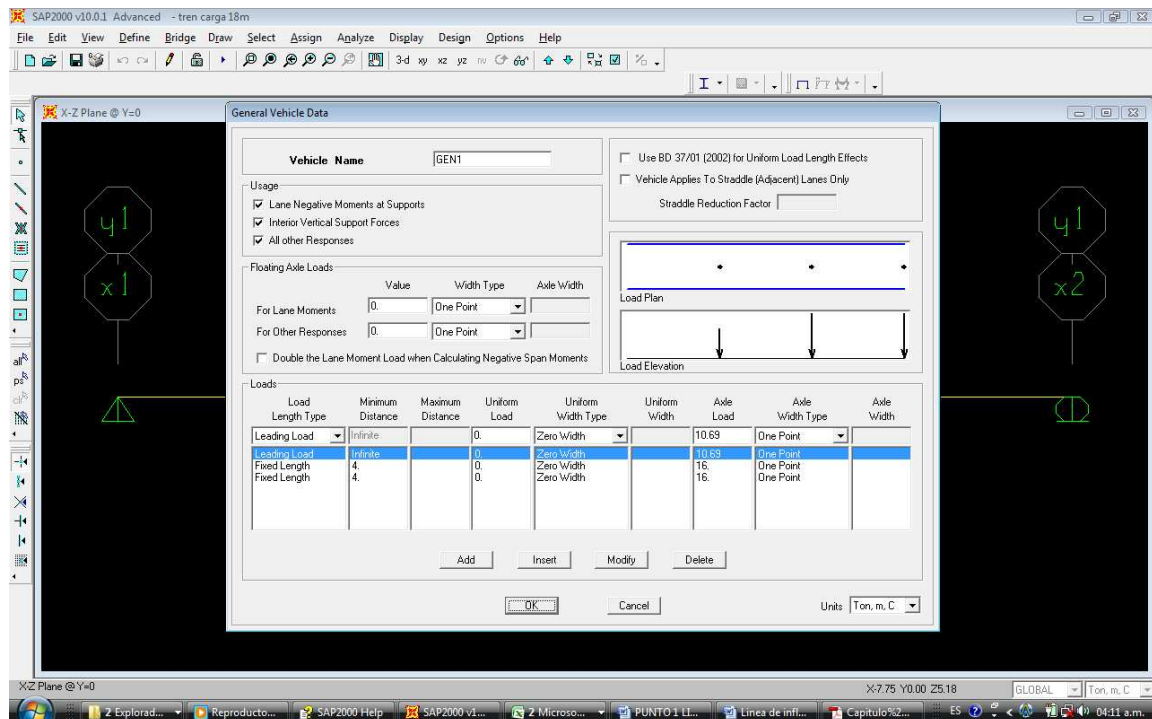 SAP2000 v10.0.1 Advanced - tren carga 18m
File Edit View Define Bridge Draw Select Assign Analyze Display Design Options Help
3-d xy xz yz nv
X-Z Plane @ Y=0
General Vehicle Data
Vehicle Name GEN1
Usage
Lane Negative Moments at Supports
Interior Vertical Support Forces
All other Responses
Use BD 37/01 (2002) for Uniform Load Length Effects
Vehicle Applies To Straddle (Adjacent) Lanes Only
Straddle Reduction Factor
Floating Axle Loads
Value Width Type Axle Width
For Lane Moments 0. One Point
For Other Responses 0. One Point
Double the Lane Moment Load when Calculating Negative Span Moments
Load Plan
Load Elevation
y1
x1
y1
x2
all
ps
clr
Loads
Load Length Type Minimum Distance Maximum Distance Uniform Load Uniform Width Type Uniform Width Axle Load Axle Width Type Axle Width
Leading Load Infinite 0. Zero Width 10.69 One Point
Leading Load Infinite 0. Zero Width 10.69 One Point
Fixed Length 4. 0. Zero Width 16. One Point
Fixed Length 4. 0. Zero Width 16. One Point
Add Insert Modify Delete
OK Cancel Units Ton, m, C
X-Z Plane @ Y=0 X-7.75 Y0.00 Z5.18 GLOBAL Ton, m, C
2 Explorad... Reproducto... SAP2000 Help SAP2000 v1... 2 Microso... PUNTO 1 LI... Linea de infl... Capitulo%2... ES 04:11 a.m.